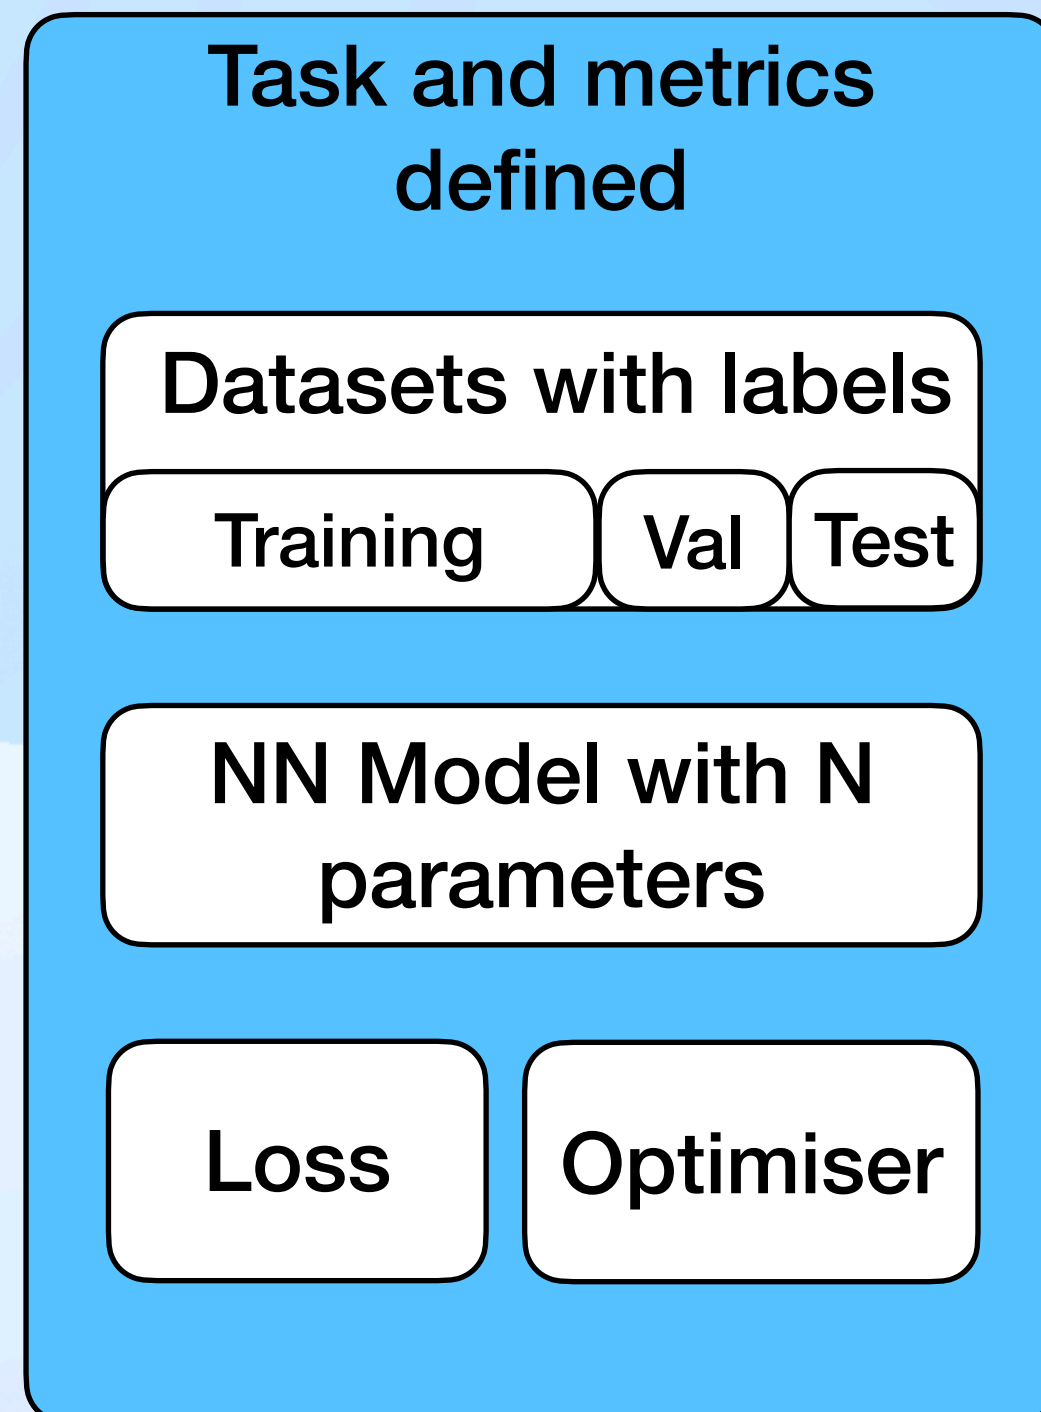 Task and metrics
defined
Datasets with labels
Training Val Test
NN Model with N
parameters
Loss Optimiser